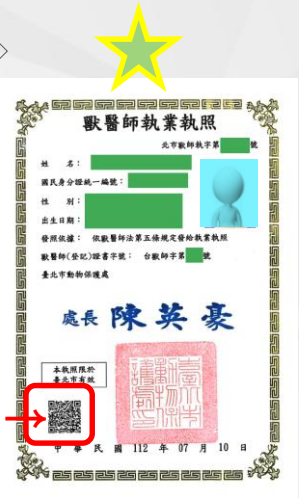 獸醫師執業執照
北市獸師執字第 號
姓 名：
國民身分證統一編號：
性 別：
出生日期：
發照依據： 依獸醫師法第五條規定發給執業執照
獸醫師(登記)證書字號： 台獸師字第 號
臺北市動物保護處
處長 陳英豪
本執照限於
臺北市有效
中華民國 112 年 07 月 10 日